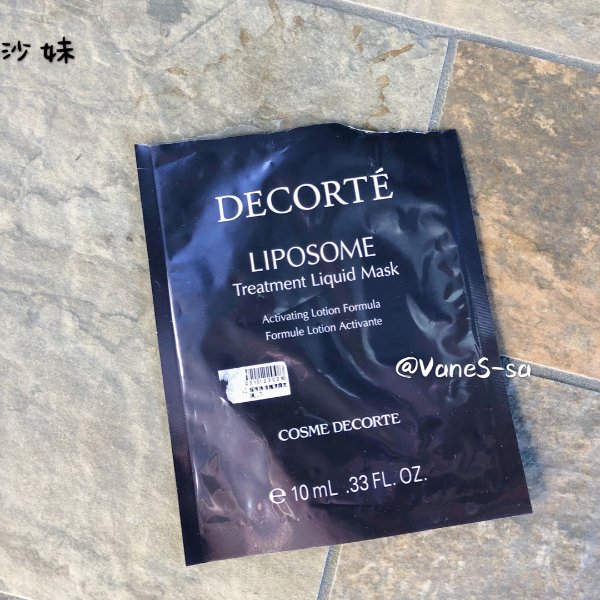 沙妹
DECORTÉ
LIPOSOME
Treatment Liquid Mask
Activating Lotion Formula
Formule Lotion Activante
@VaneS-sa
COSME DECORTE
℮ 10 mL .33 FL. OZ.